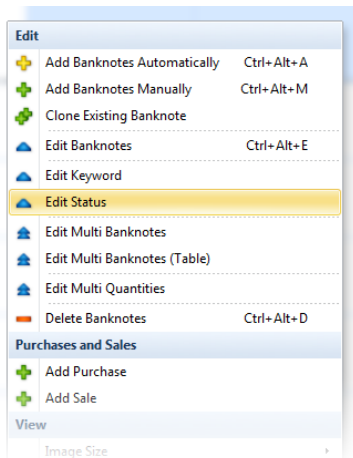 Edit
Add Banknotes Automatically Ctrl+Alt+A
Add Banknotes Manually Ctrl+Alt+M
Clone Existing Banknote
Edit Banknotes Ctrl+Alt+E
Edit Keyword
Edit Status
Edit Multi Banknotes
Edit Multi Banknotes (Table)
Edit Multi Quantities
Delete Banknotes Ctrl+Alt+D
Purchases and Sales
Add Purchase
Add Sale
View
Image Size